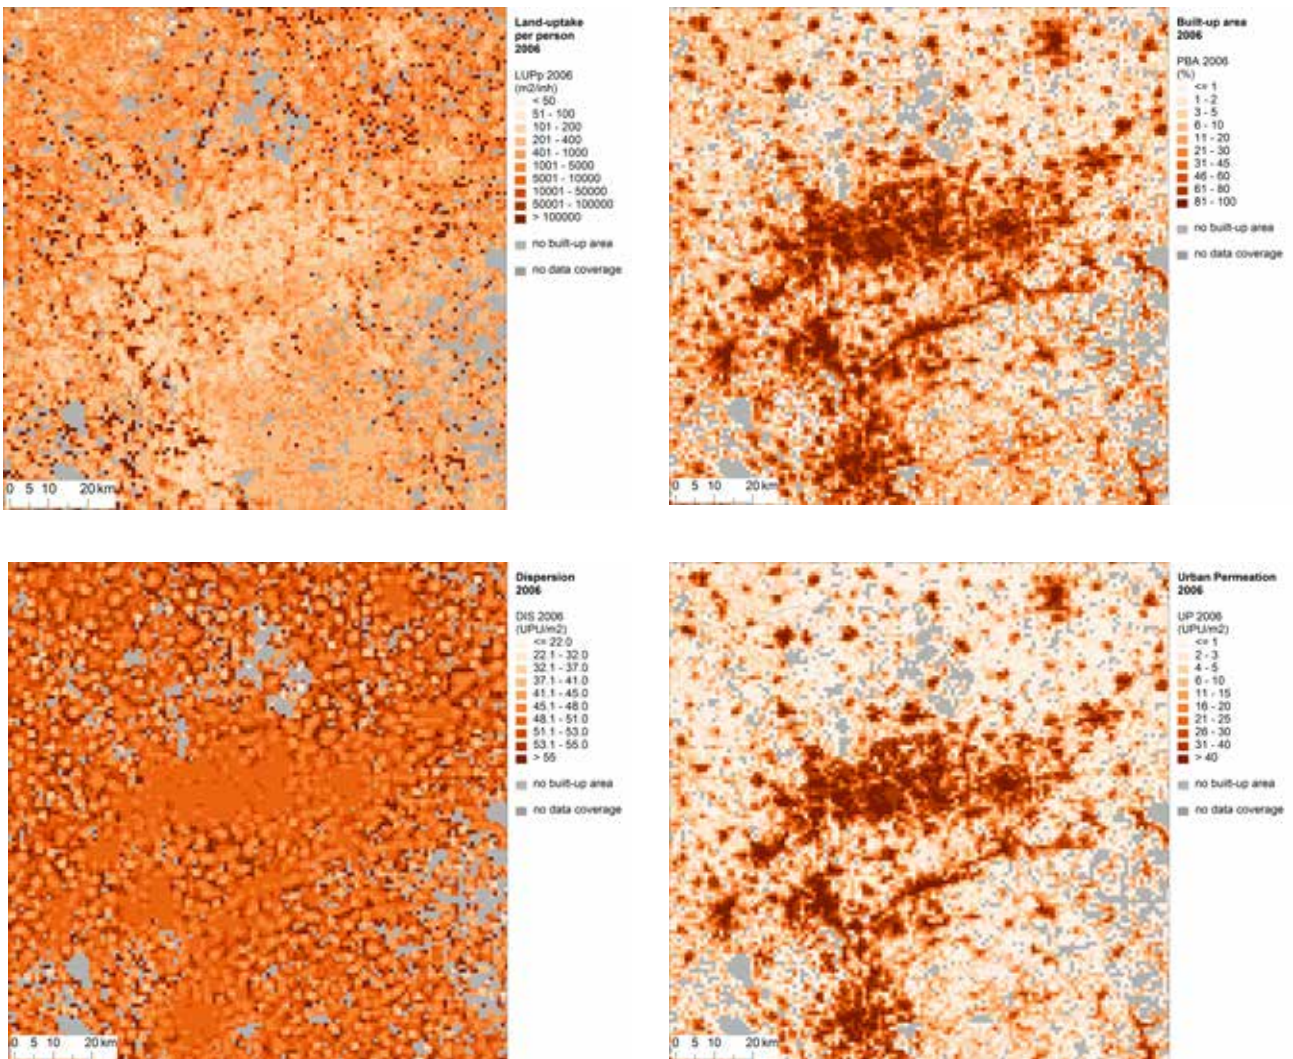 Land-uptake
per person
2006
LUPp 2006
(m2/inh)
< 50
51 - 100
101 - 200
201 - 400
401 - 1000
1001 - 5000
5001 - 10000
10001 - 50000
50001 - 100000
> 100000
no built-up area
no data coverage
0 5 10 20 km
Built-up area
2006
PBA 2006
(%)
<= 1
1 - 2
3 - 5
6 - 10
11 - 20
21 - 30
31 - 45
46 - 60
61 - 80
81 - 100
no built-up area
no data coverage
0 5 10 20 km
Dispersion
2006
DIS 2006
(UPU/m2)
<= 22.0
22.1 - 32.0
32.1 - 37.0
37.1 - 41.0
41.1 - 45.0
45.1 - 48.0
48.1 - 51.0
51.1 - 53.0
53.1 - 55.0
> 55
no built-up area
no data coverage
0 5 10 20 km
Urban Permeation
2006
UP 2006
(UPU/m2)
<= 1
2 - 3
4 - 5
6 - 10
11 - 15
16 - 20
21 - 25
26 - 30
31 - 40
> 40
no built-up area
no data coverage
0 5 10 20 km